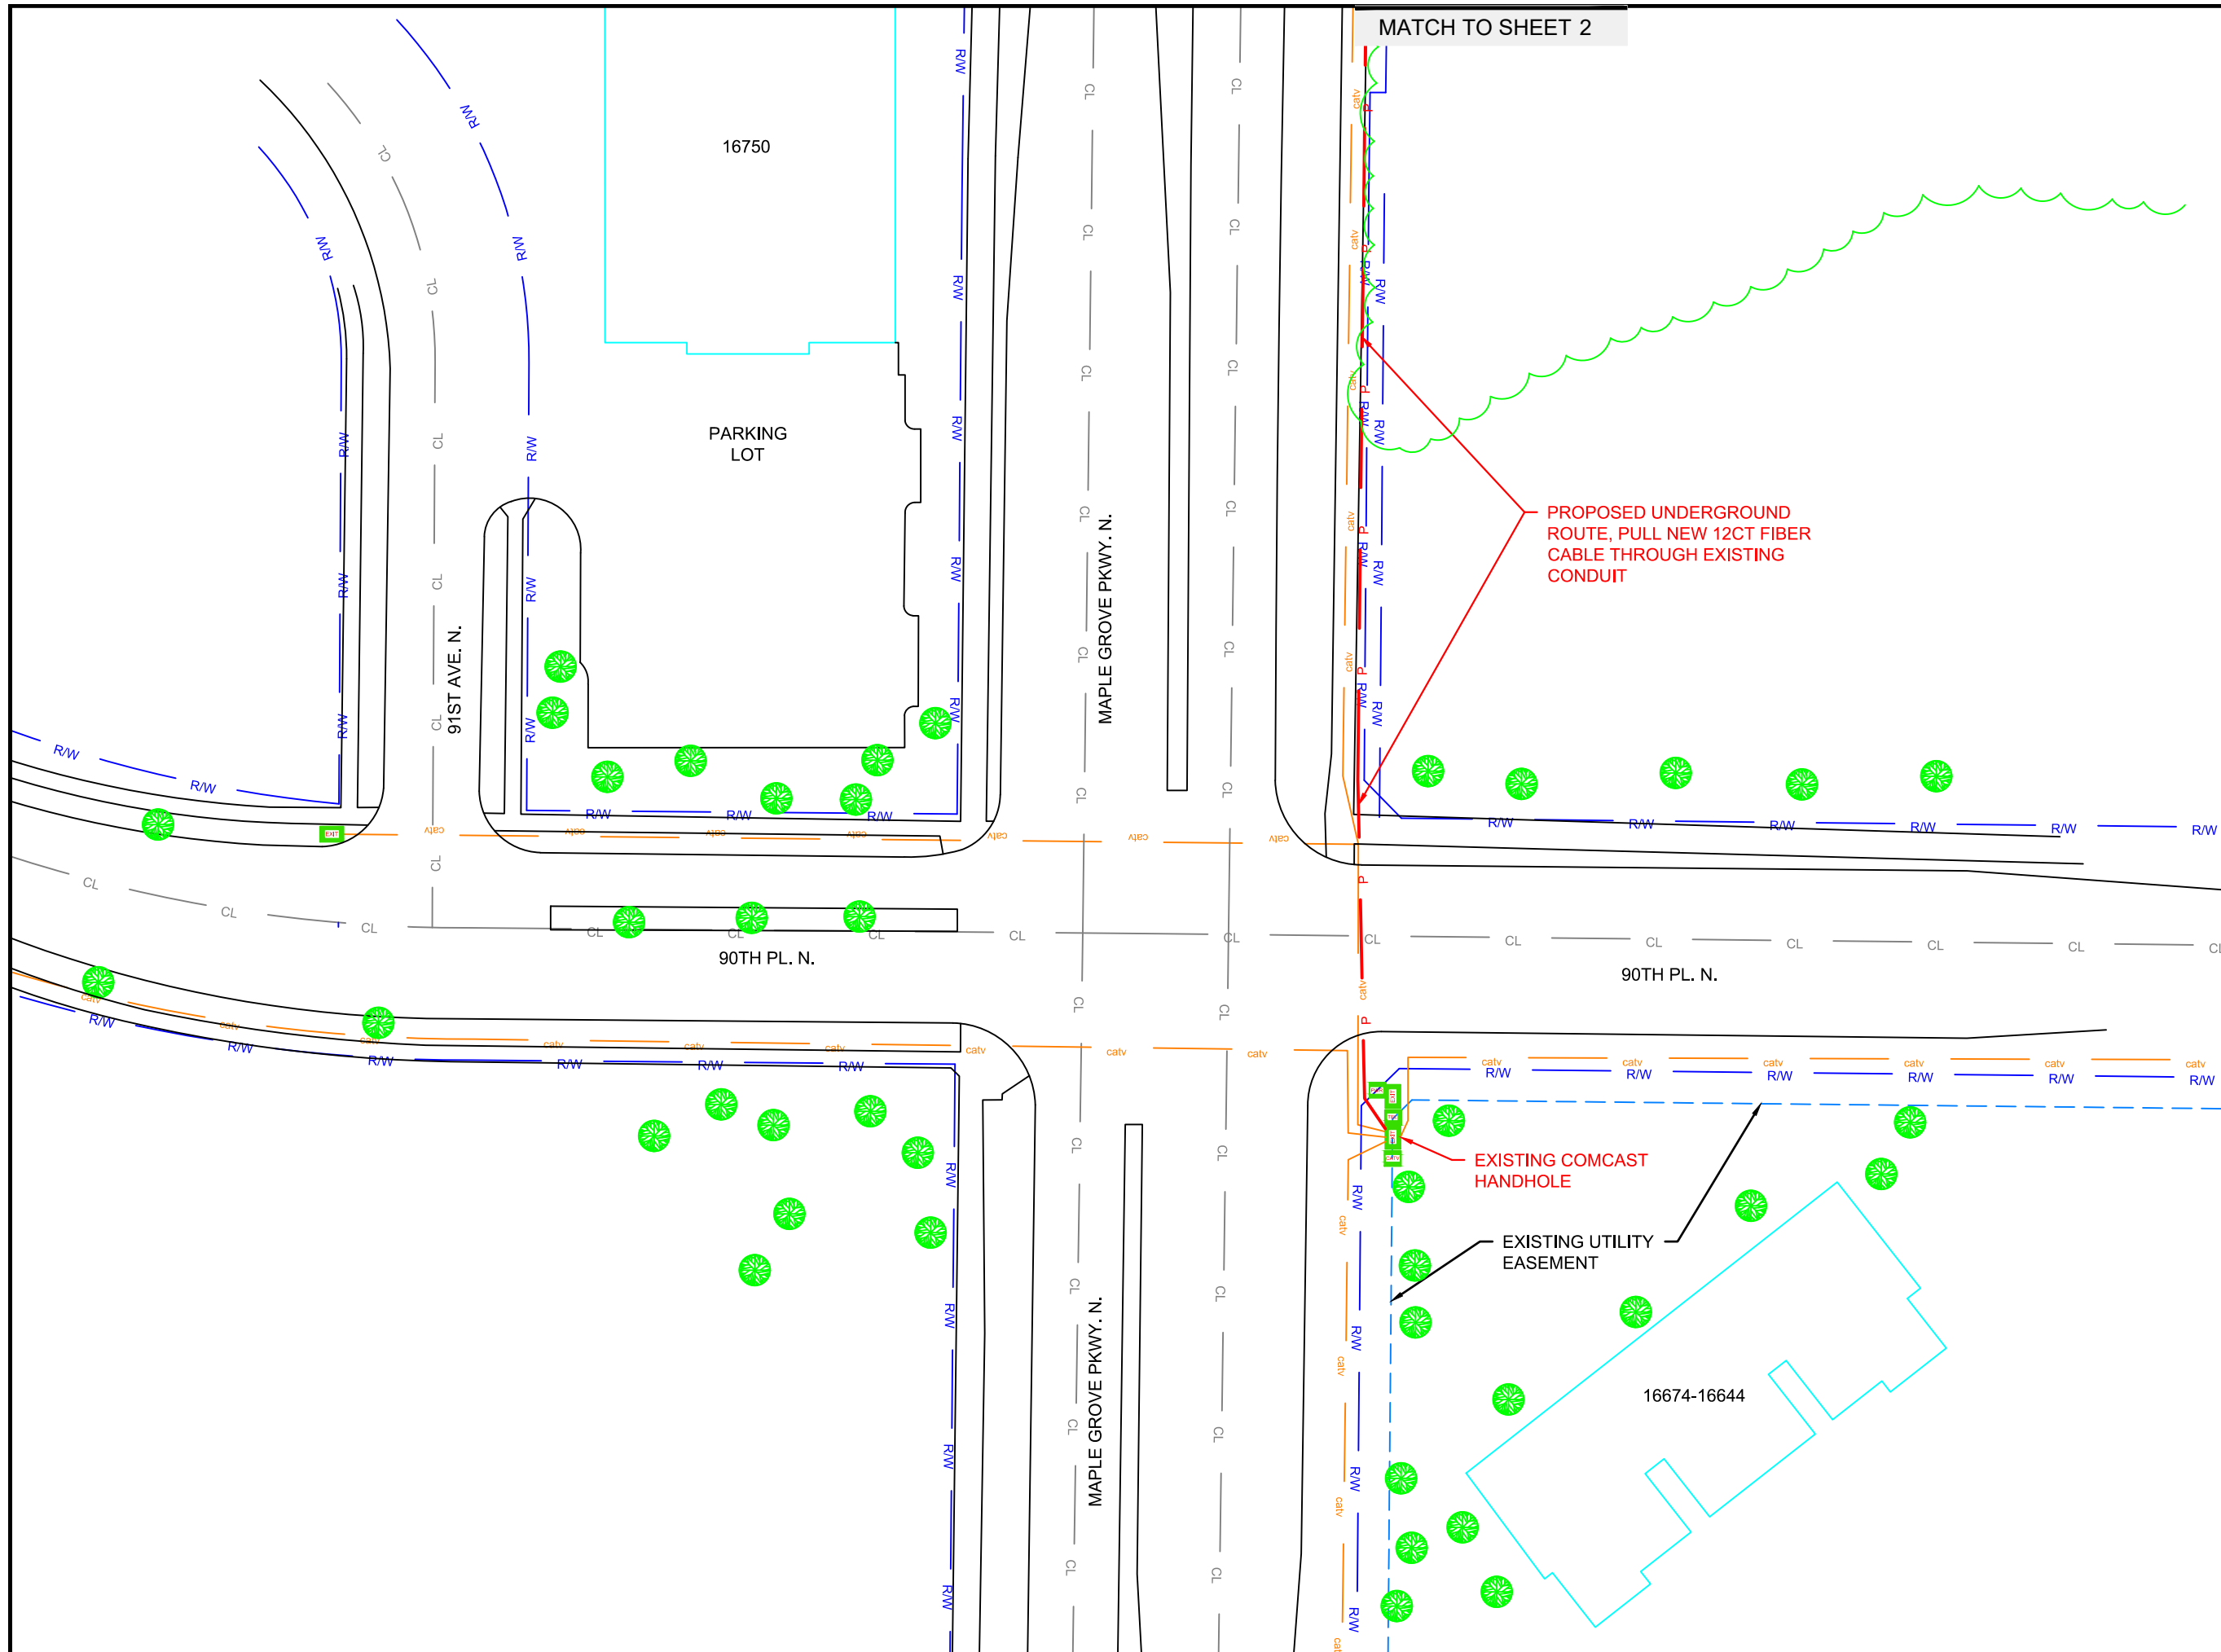 MATCH TO SHEET 2
16750
PARKING
LOT
MAPLE GROVE PKWY. N.
91ST AVE. N.
PROPOSED UNDERGROUND
ROUTE, PULL NEW 12CT FIBER
CABLE THROUGH EXISTING
CONDUIT
90TH PL. N.
90TH PL. N.
EXISTING COMCAST
HANDHOLE
EXISTING UTILITY
EASEMENT
MAPLE GROVE PKWY. N.
16674-16644
R/W
CL
catv
P
EXIT